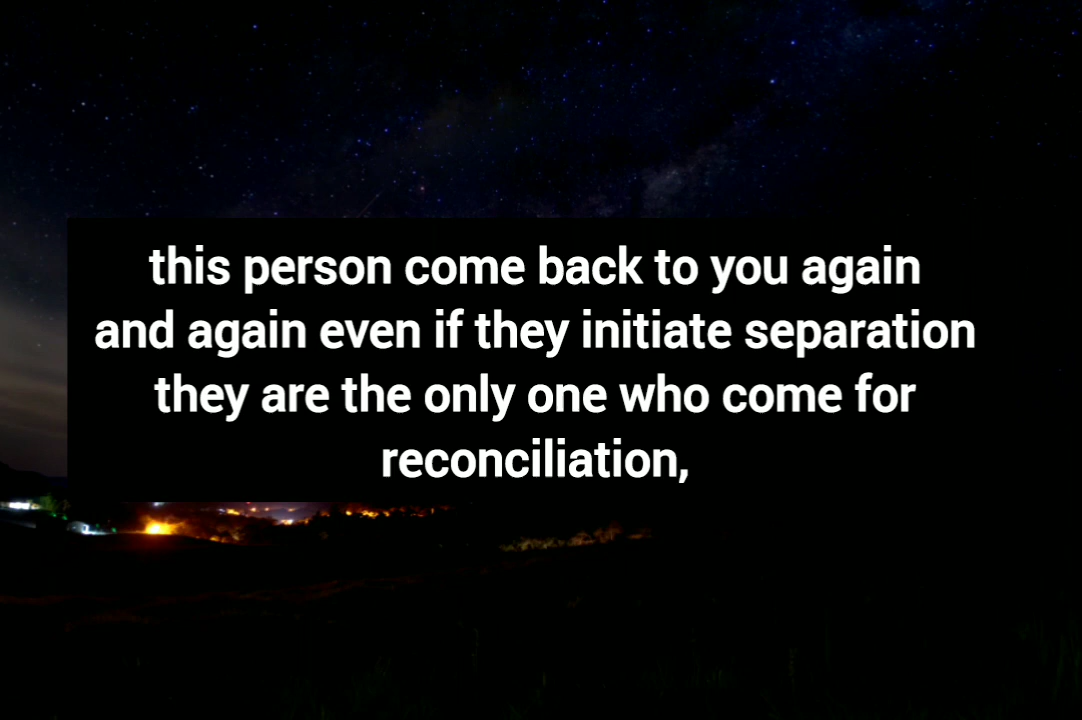 this person come back to you again
and again even if they initiate separation
they are the only one who come for
reconciliation,